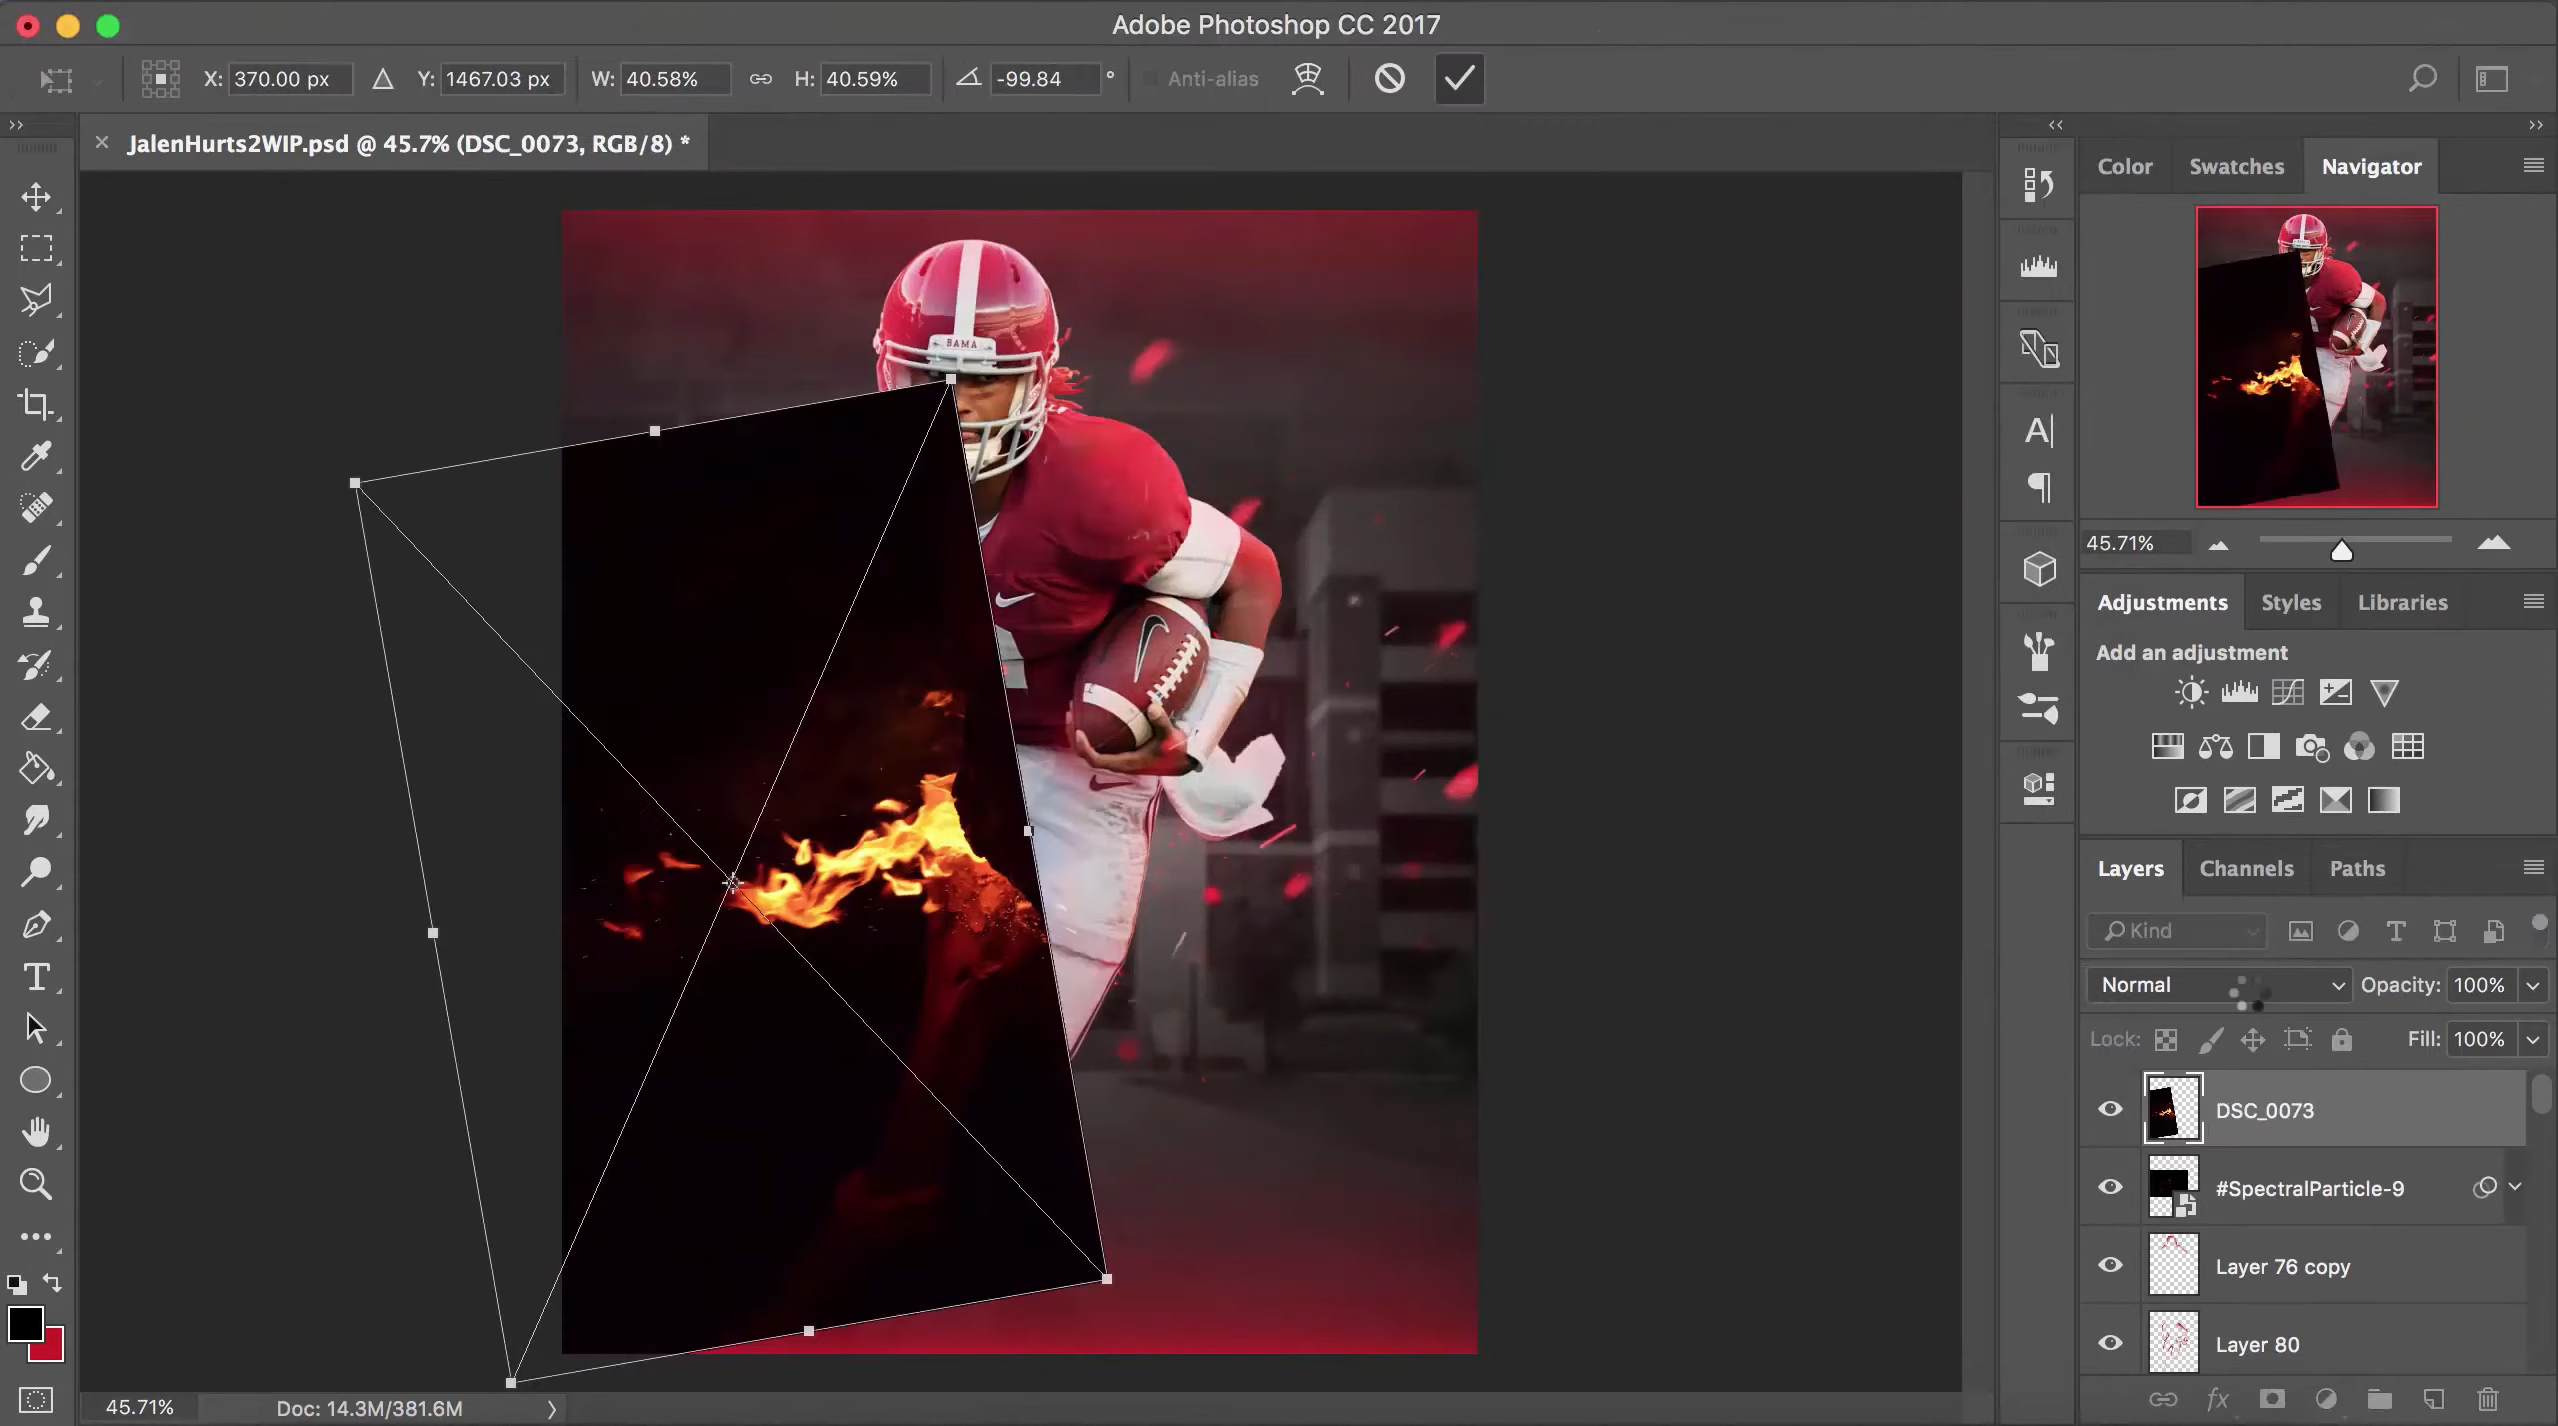 Adobe Photoshop CC 2017
X: 370.00 px Y: 1467.03 px W: 40.58% H: 40.59% -99.84 ° Anti-alias
JalenHurts2WIP.psd @ 45.7% (DSC_0073, RGB/8) *
Color Swatches Navigator
BAMA
45.71%
Adjustments Styles Libraries
Add an adjustment
Layers Channels Paths
Kind
Normal Opacity: 100%
Lock: Fill: 100%
DSC_0073
#SpectralParticle-9
Layer 76 copy
Layer 80
45.71% Doc: 14.3M/381.6M